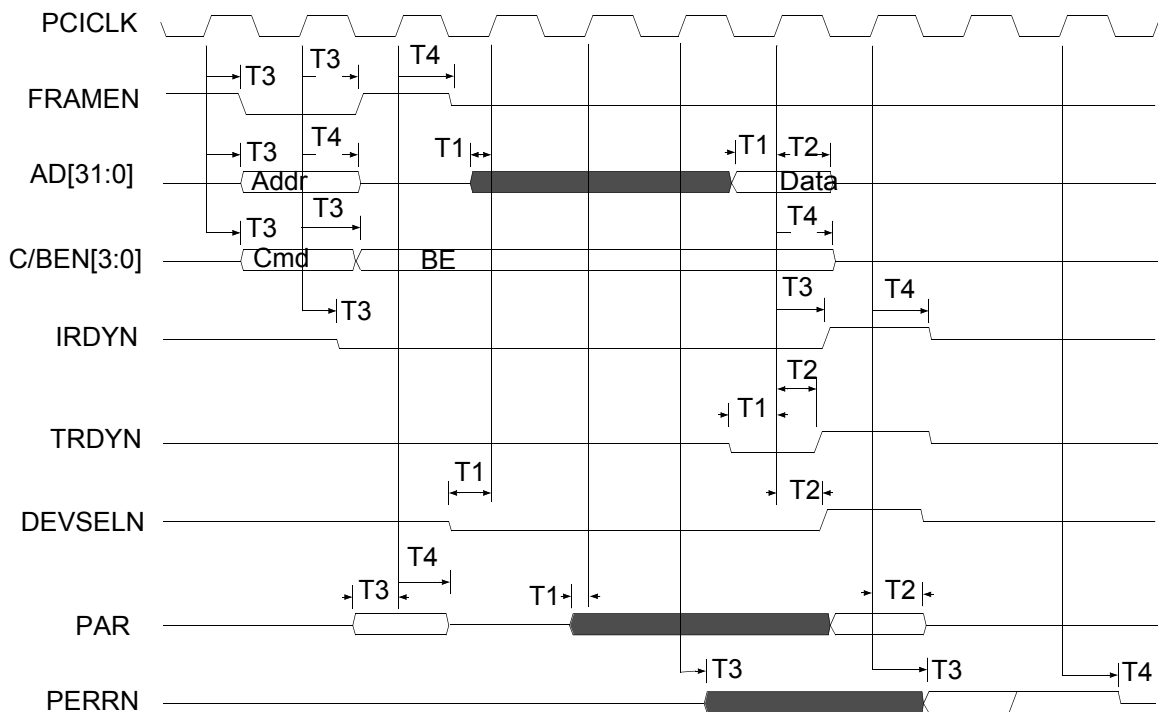 PCICLK
T3 T3 T4
FRAMEN
T3 T4 T1 T1 T2
AD[31:0] Addr Data
T3 T3 T4
C/BEN[3:0] Cmd BE
T3 T3 T4
IRDYN
T2
T1
TRDYN
T1 T2
DEVSELN
T4
T3 T1 T2
PAR
T3 T3 T4
PERRN